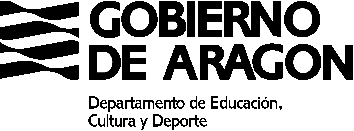 GOBIERNO
DE ARAGON
Departamento de Educación,
Cultura y Deporte